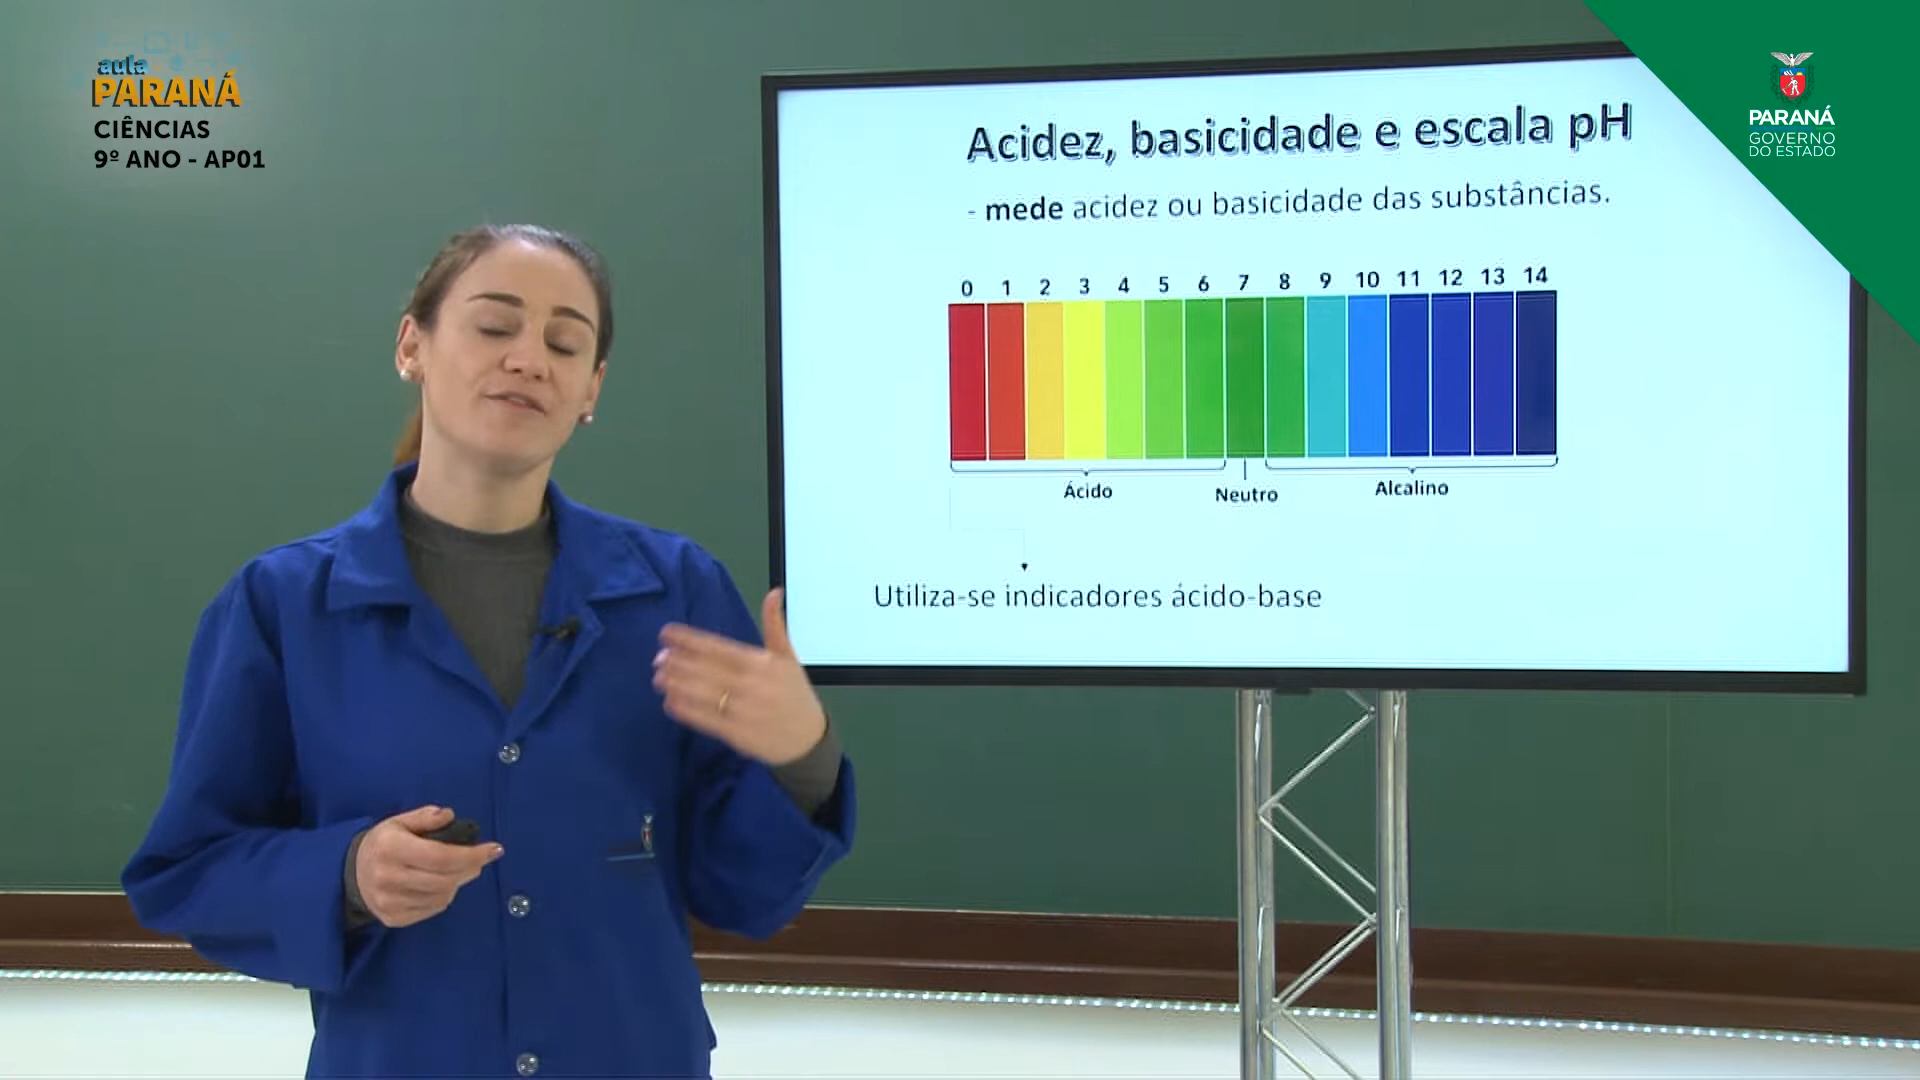 aula
PARANÁ
CIÊNCIAS
9º ANO - AP01
PARANÁ
GOVERNO
DO ESTADO
Acidez, basicidade e escala pH
- mede acidez ou basicidade das substâncias.
0 1 2 3 4 5 6 7 8 9 10 11 12 13 14
Ácido Neutro Alcalino
Utiliza-se indicadores ácido-base